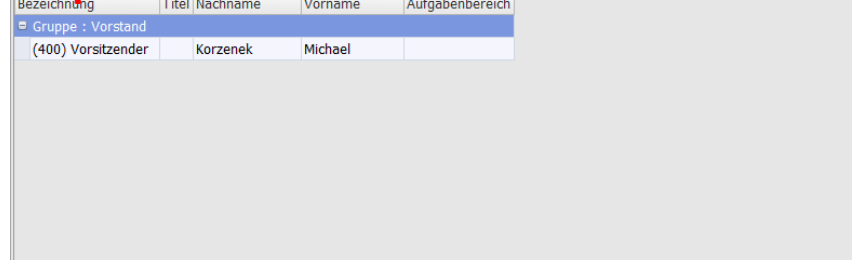 Bezeichnung Titel Nachname Vorname Aufgabenbereich
Gruppe : Vorstand
(400) Vorsitzender Korzenek Michael